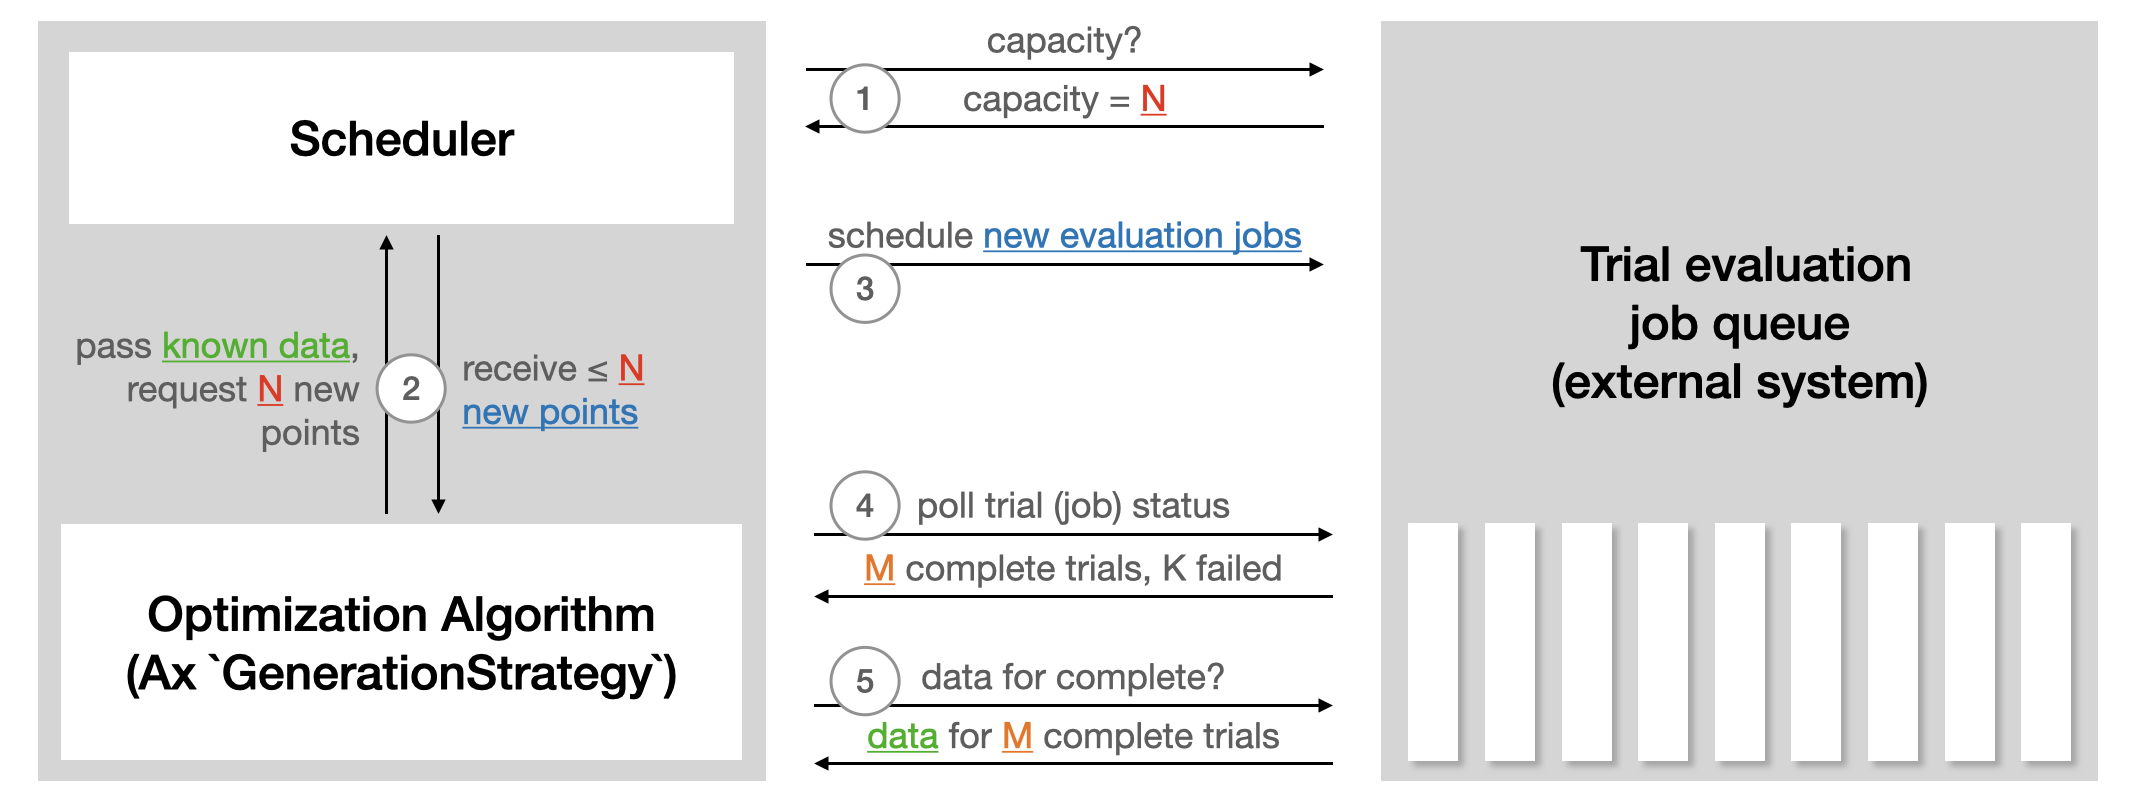 Scheduler
pass known data,
request N new
points
2
receive ≤ N
new points
Optimization Algorithm
(Ax `GenerationStrategy`)
capacity?
1
capacity = N
schedule new evaluation jobs
3
4
poll trial (job) status
M complete trials, K failed
5
data for complete?
data for M complete trials
Trial evaluation
job queue
(external system)